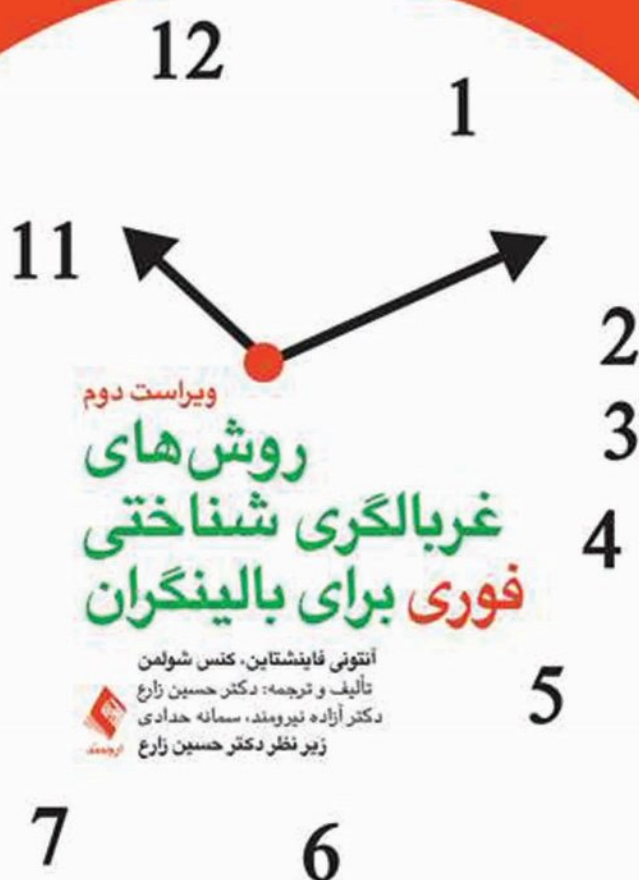 12
1
11
2
3
ویراست دوم
روش‌های
غربالگری شناختی
4
فوری برای بالینگران
آنتونی فاینشتاین، کنس شولمن
تألیف و ترجمه: دکتر حسین زارع
دکتر آزاده نیرومند، سمانه حدادی
زیر نظر دکتر حسین زارع
ارجمند
5
7
6